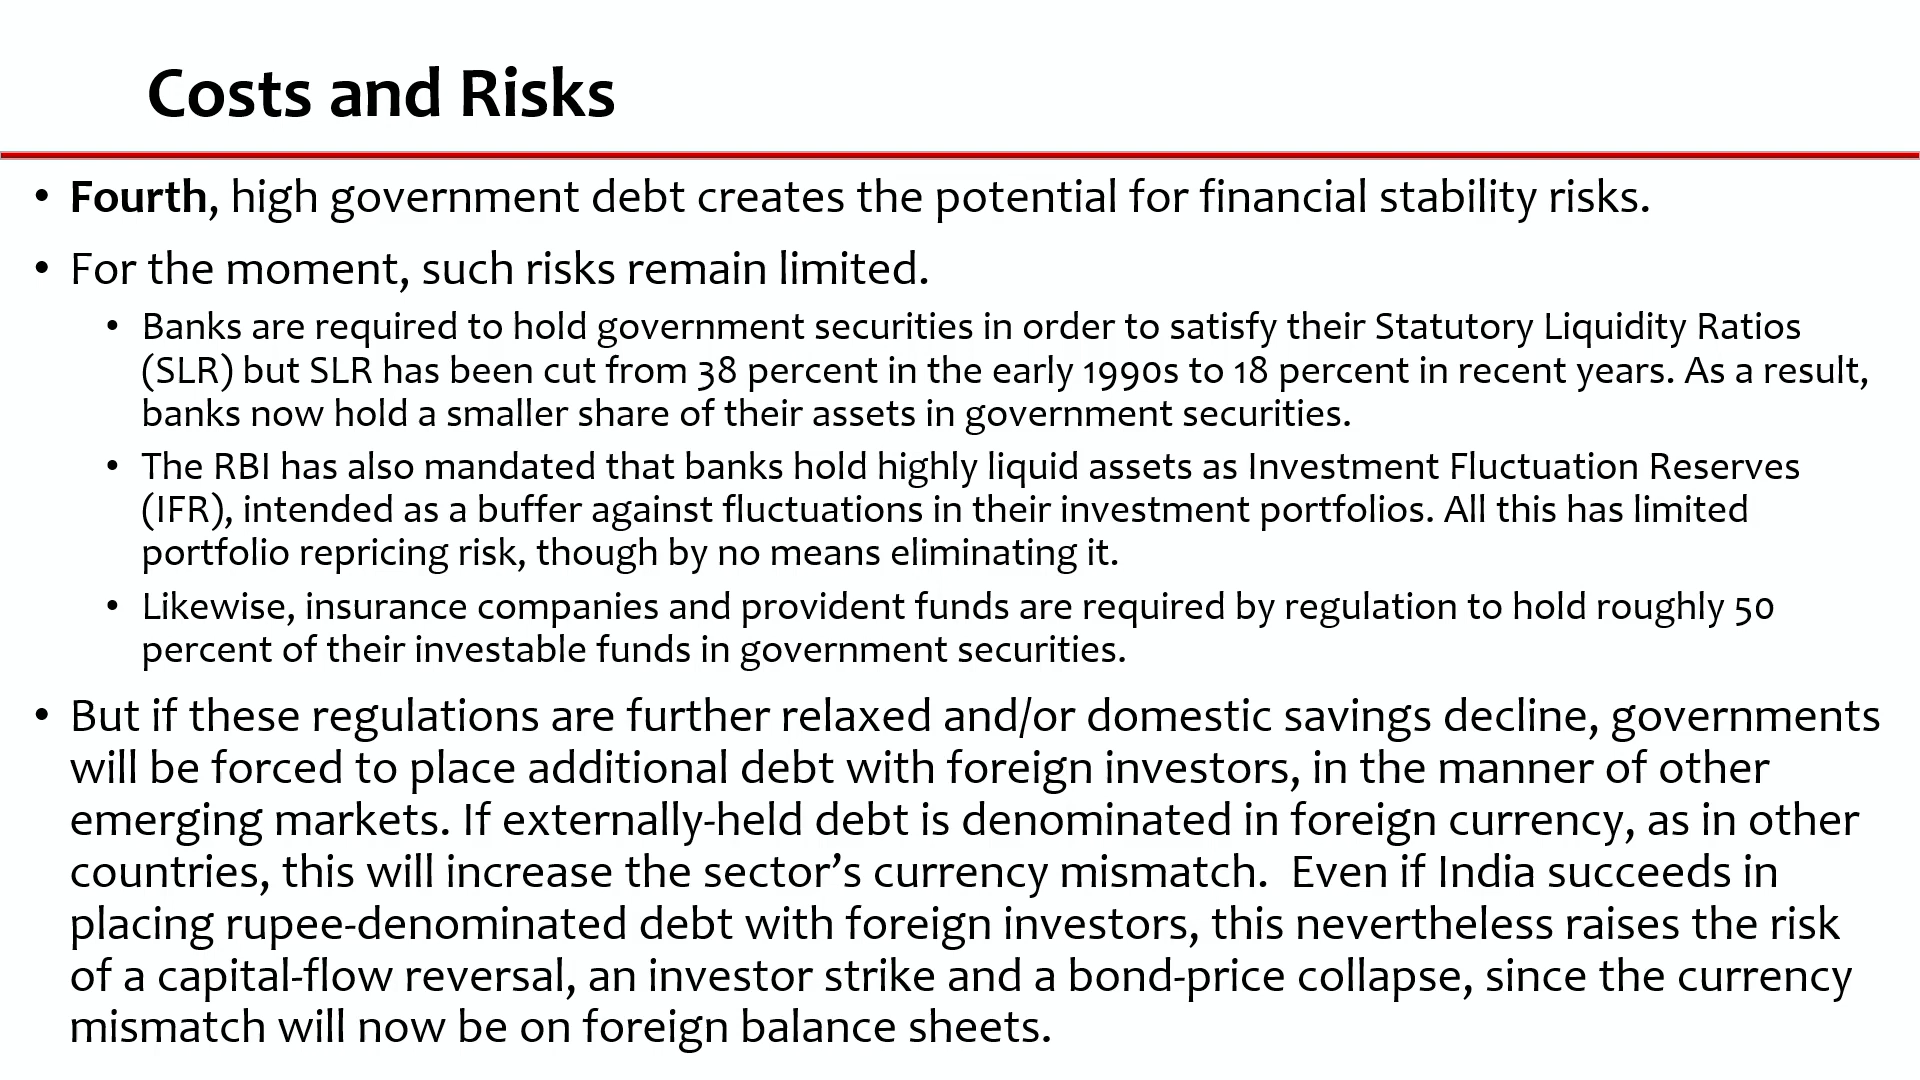 Costs and Risks
• Fourth, high government debt creates the potential for financial stability risks.
• For the moment, such risks remain limited.
• Banks are required to hold government securities in order to satisfy their Statutory Liquidity Ratios
(SLR) but SLR has been cut from 38 percent in the early 1990s to 18 percent in recent years. As a result,
banks now hold a smaller share of their assets in government securities.
• The RBI has also mandated that banks hold highly liquid assets as Investment Fluctuation Reserves
(IFR), intended as a buffer against fluctuations in their investment portfolios. All this has limited
portfolio repricing risk, though by no means eliminating it.
• Likewise, insurance companies and provident funds are required by regulation to hold roughly 50
percent of their investable funds in government securities.
• But if these regulations are further relaxed and/or domestic savings decline, governments
will be forced to place additional debt with foreign investors, in the manner of other
emerging markets. If externally-held debt is denominated in foreign currency, as in other
countries, this will increase the sector’s currency mismatch.  Even if India succeeds in
placing rupee-denominated debt with foreign investors, this nevertheless raises the risk
of a capital-flow reversal, an investor strike and a bond-price collapse, since the currency
mismatch will now be on foreign balance sheets.